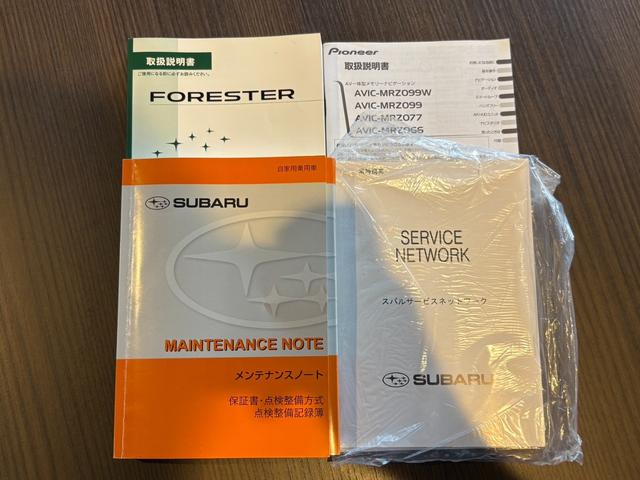 取扱説明書
ご使用になる前に必ずお読みください。
FORESTER
Pioneer
取扱説明書
AV一体型メモリーナビゲーション
AVIC-MRZ099W
AVIC-MRZ099
AVIC-MRZ077
AVIC-MRZ066
自家用乗用車
SUBARU
MAINTENANCE NOTE
メンテナンスノート
保証書・点検整備方式
点検整備記録簿
SERVICE
NETWORK
スバルサービスネットワーク
SUBARU